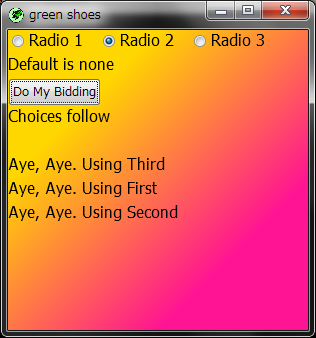 green shoes
Radio 1 Radio 2 Radio 3
Default is none
Do My Bidding
Choices follow
Aye, Aye. Using Third
Aye, Aye. Using First
Aye, Aye. Using Second